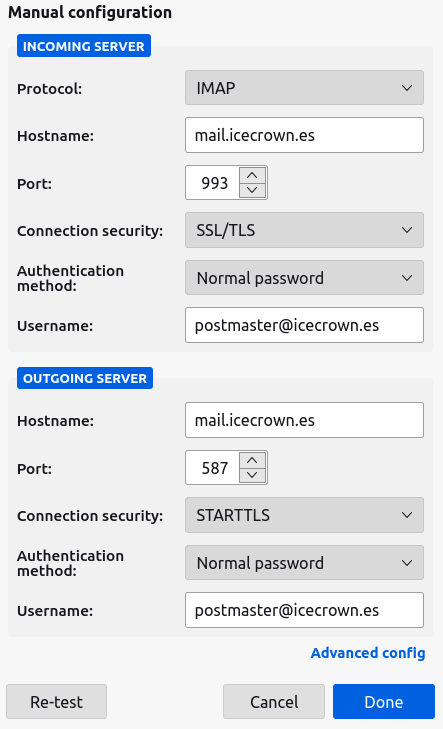 Manual configuration
INCOMING SERVER
Protocol: IMAP
Hostname: mail.icecrown.es
Port: 993
Connection security: SSL/TLS
Authentication
method: Normal password
Username: postmaster@icecrown.es
OUTGOING SERVER
Hostname: mail.icecrown.es
Port: 587
Connection security: STARTTLS
Authentication
method: Normal password
Username: postmaster@icecrown.es
Advanced config
Re-test Cancel Done